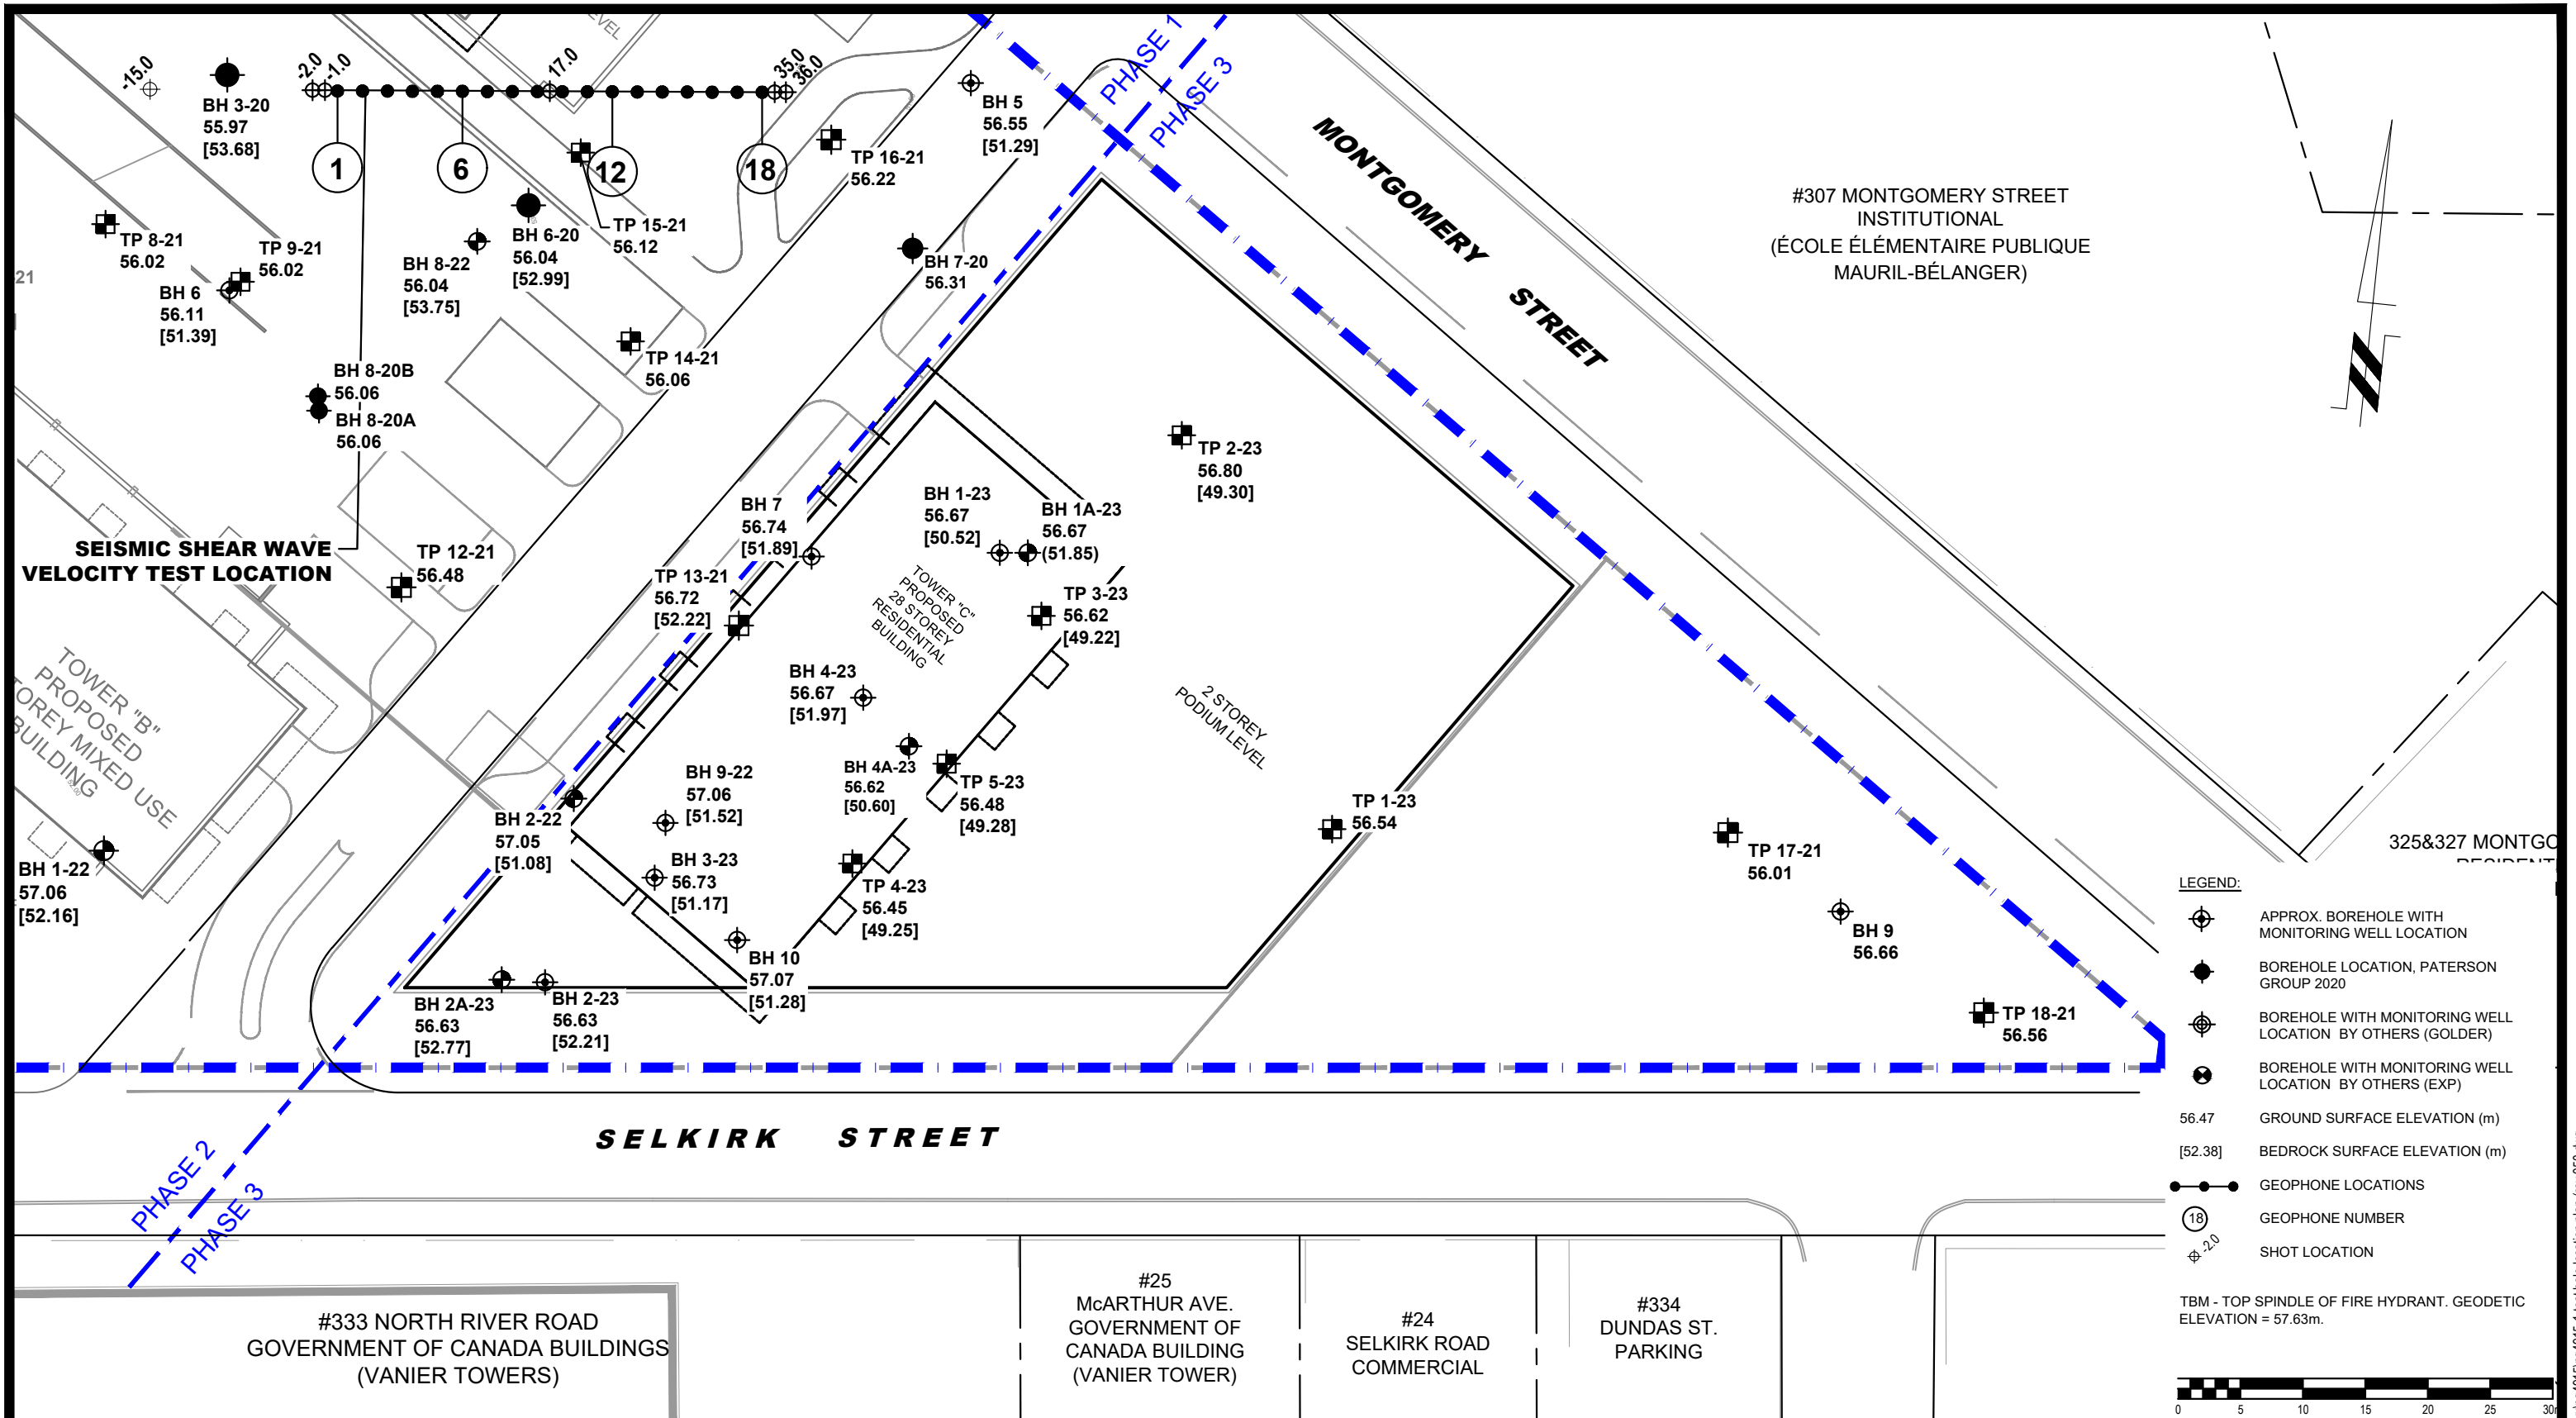 LEVEL
PHASE 1
PHASE 3
-15.0
-2.0
-1.0
17.0
35.0
36.0
BH 3-20
55.97
[53.68]
1
6
12
18
BH 5
56.55
[51.29]
TP 16-21
56.22
MONTGOMERY STREET
#307 MONTGOMERY STREET
INSTITUTIONAL
(ÉCOLE ÉLÉMENTAIRE PUBLIQUE
MAURIL-BÉLANGER)
TP 8-21
56.02
TP 9-21
56.02
BH 6
56.11
[51.39]
21
BH 8-22
56.04
[53.75]
BH 6-20
56.04
[52.99]
TP 15-21
56.12
BH 7-20
56.31
TP 14-21
56.06
BH 8-20B
56.06
BH 8-20A
56.06
TP 2-23
56.80
[49.30]
SEISMIC SHEAR WAVE
VELOCITY TEST LOCATION
TP 12-21
56.48
BH 7
56.74
[51.89]
BH 1-23
56.67
[50.52]
BH 1A-23
56.67
(51.85)
TP 13-21
56.72
[52.22]
TOWER "C"
PROPOSED
28 STOREY
RESIDENTIAL
BUILDING
TP 3-23
56.62
[49.22]
BH 4-23
56.67
[51.97]
2 STOREY
PODIUM LEVEL
TOWER "B"
PROPOSED
TOREY MIXED USE
BUILDING
BH 9-22
57.06
[51.52]
BH 4A-23
56.62
[50.60]
TP 5-23
56.48
[49.28]
BH 2-22
57.05
[51.08]
TP 1-23
56.54
TP 17-21
56.01
BH 1-22
57.06
[52.16]
BH 3-23
56.73
[51.17]
TP 4-23
56.45
[49.25]
BH 9
56.66
BH 10
57.07
[51.28]
BH 2A-23
56.63
[52.77]
BH 2-23
56.63
[52.21]
TP 18-21
56.56
325&327 MONTGO
RESIDENT
LEGEND:
APPROX. BOREHOLE WITH
MONITORING WELL LOCATION
BOREHOLE LOCATION, PATERSON
GROUP 2020
BOREHOLE WITH MONITORING WELL
LOCATION BY OTHERS (GOLDER)
BOREHOLE WITH MONITORING WELL
LOCATION BY OTHERS (EXP)
56.47 GROUND SURFACE ELEVATION (m)
[52.38] BEDROCK SURFACE ELEVATION (m)
GEOPHONE LOCATIONS
18 GEOPHONE NUMBER
-2.0 SHOT LOCATION
TBM - TOP SPINDLE OF FIRE HYDRANT. GEODETIC
ELEVATION = 57.63m.
0 5 10 15 20 25 30m
SELKIRK STREET
PHASE 2
PHASE 3
#333 NORTH RIVER ROAD
GOVERNMENT OF CANADA BUILDINGS
(VANIER TOWERS)
#25
McARTHUR AVE.
GOVERNMENT OF
CANADA BUILDING
(VANIER TOWER)
#24
SELKIRK ROAD
COMMERCIAL
#334
DUNDAS ST.
PARKING